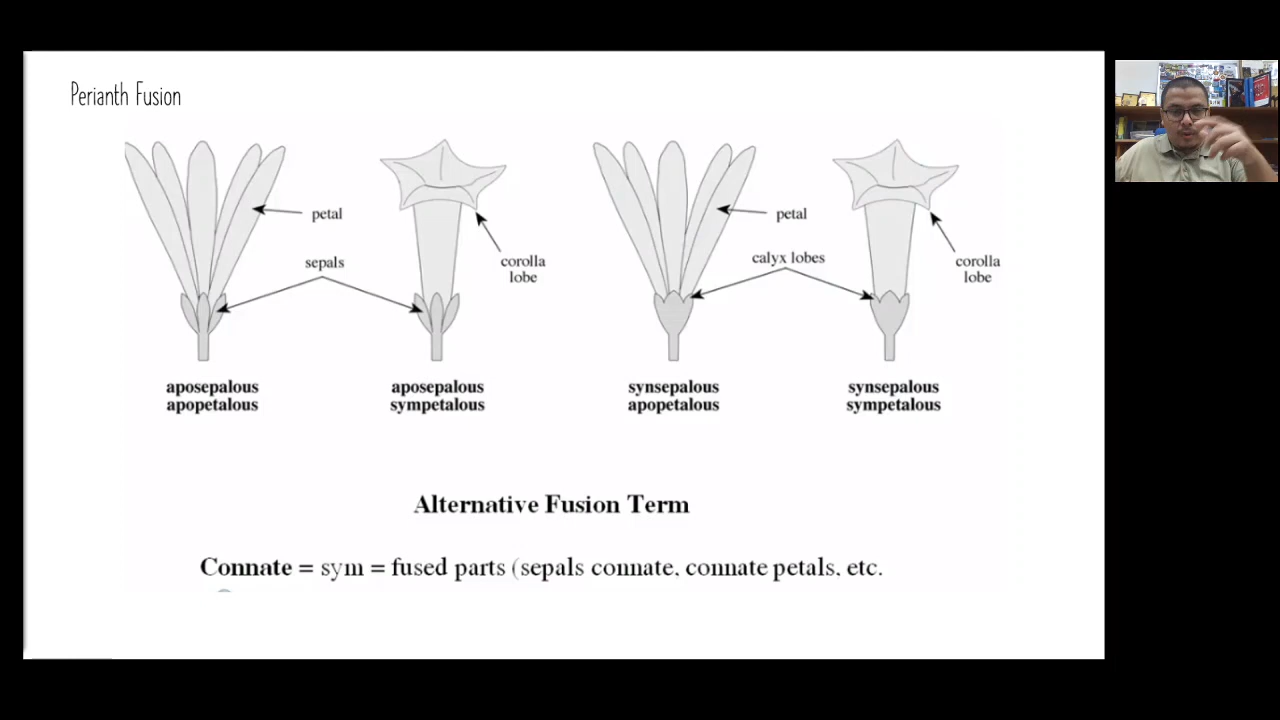 Perianth Fusion
petal
sepals
corolla
lobe
petal
calyx lobes
corolla
lobe
aposepalous
apopetalous
aposepalous
sympetalous
synsepalous
apopetalous
synsepalous
sympetalous
Alternative Fusion Term
Connate = sym = fused parts (sepals connate, connate petals, etc.